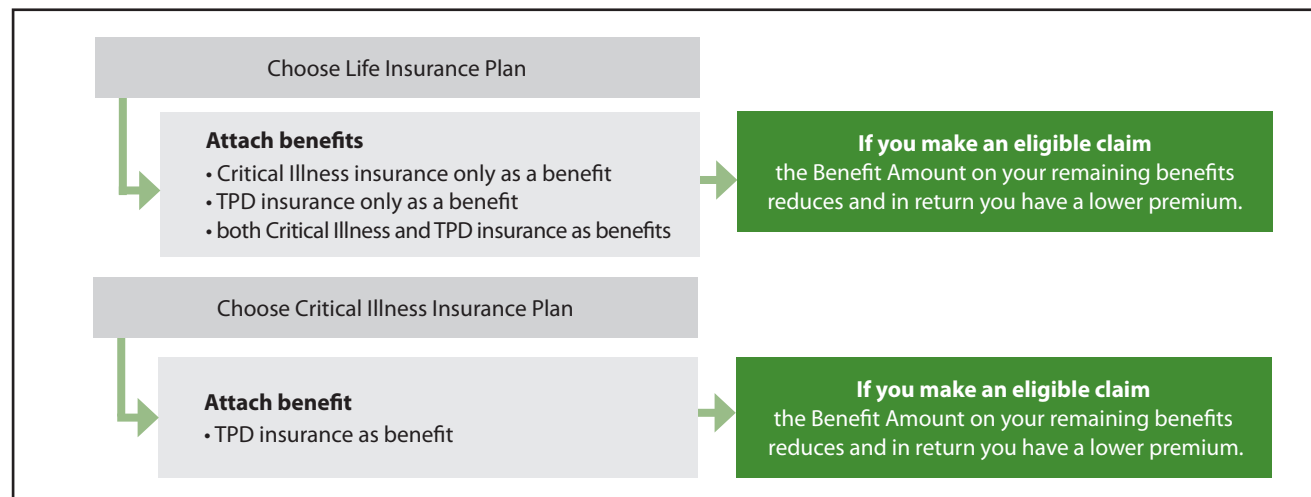 Choose Life Insurance Plan
Attach benefits
• Critical Illness insurance only as a benefit
• TPD insurance only as a benefit
• both Critical Illness and TPD insurance as benefits
If you make an eligible claim
the Benefit Amount on your remaining benefits
reduces and in return you have a lower premium.
Choose Critical Illness Insurance Plan
Attach benefit
• TPD insurance as benefit
If you make an eligible claim
the Benefit Amount on your remaining benefits
reduces and in return you have a lower premium.